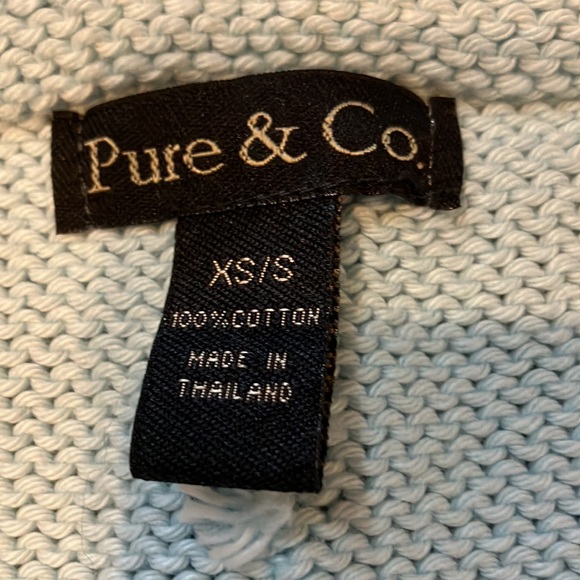 Pure & Co.
XS/S
100%COTTON
MADE IN
THAILAND